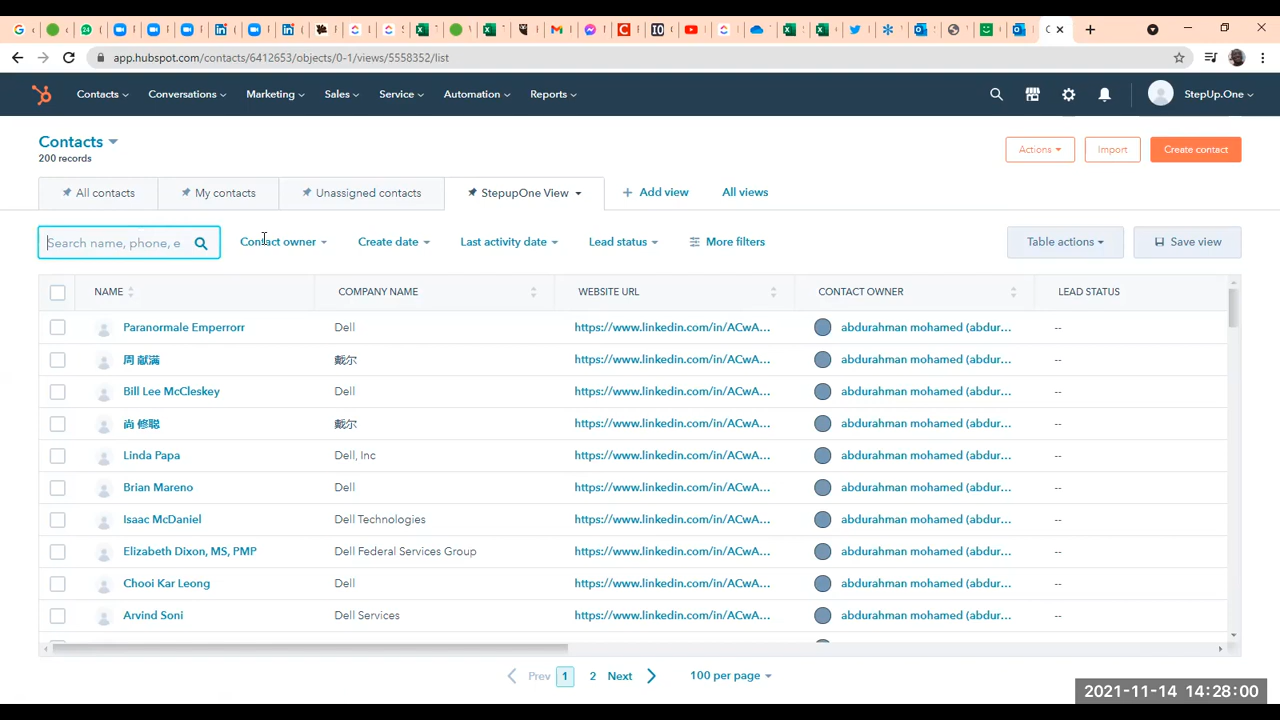 app.hubspot.com/contacts/6412653/objects/0-1/views/5558352/list
Contacts Conversations Marketing Sales Service Automation Reports StepUp.One
Contacts
200 records
Actions Import Create contact
All contacts My contacts Unassigned contacts StepupOne View + Add view All views
Search name, phone, e Contact owner Create date Last activity date Lead status More filters Table actions Save view
NAME COMPANY NAME WEBSITE URL CONTACT OWNER LEAD STATUS
Paranormale Emperrorr Dell https://www.linkedin.com/in/ACwA... abdurahman mohamed (abdur... --
周 献满 戴尔 https://www.linkedin.com/in/ACwA... abdurahman mohamed (abdur... --
Bill Lee McCleskey Dell https://www.linkedin.com/in/ACwA... abdurahman mohamed (abdur... --
尚 修聪 戴尔 https://www.linkedin.com/in/ACwA... abdurahman mohamed (abdur... --
Linda Papa Dell, Inc https://www.linkedin.com/in/ACwA... abdurahman mohamed (abdur... --
Brian Mareno Dell https://www.linkedin.com/in/ACwA... abdurahman mohamed (abdur... --
Isaac McDaniel Dell Technologies https://www.linkedin.com/in/ACwA... abdurahman mohamed (abdur... --
Elizabeth Dixon, MS, PMP Dell Federal Services Group https://www.linkedin.com/in/ACwA... abdurahman mohamed (abdur... --
Chooi Kar Leong Dell https://www.linkedin.com/in/ACwA... abdurahman mohamed (abdur... --
Arvind Soni Dell Services https://www.linkedin.com/in/ACwA... abdurahman mohamed (abdur... --
Prev 1 2 Next 100 per page
2021-11-14 14:28:00